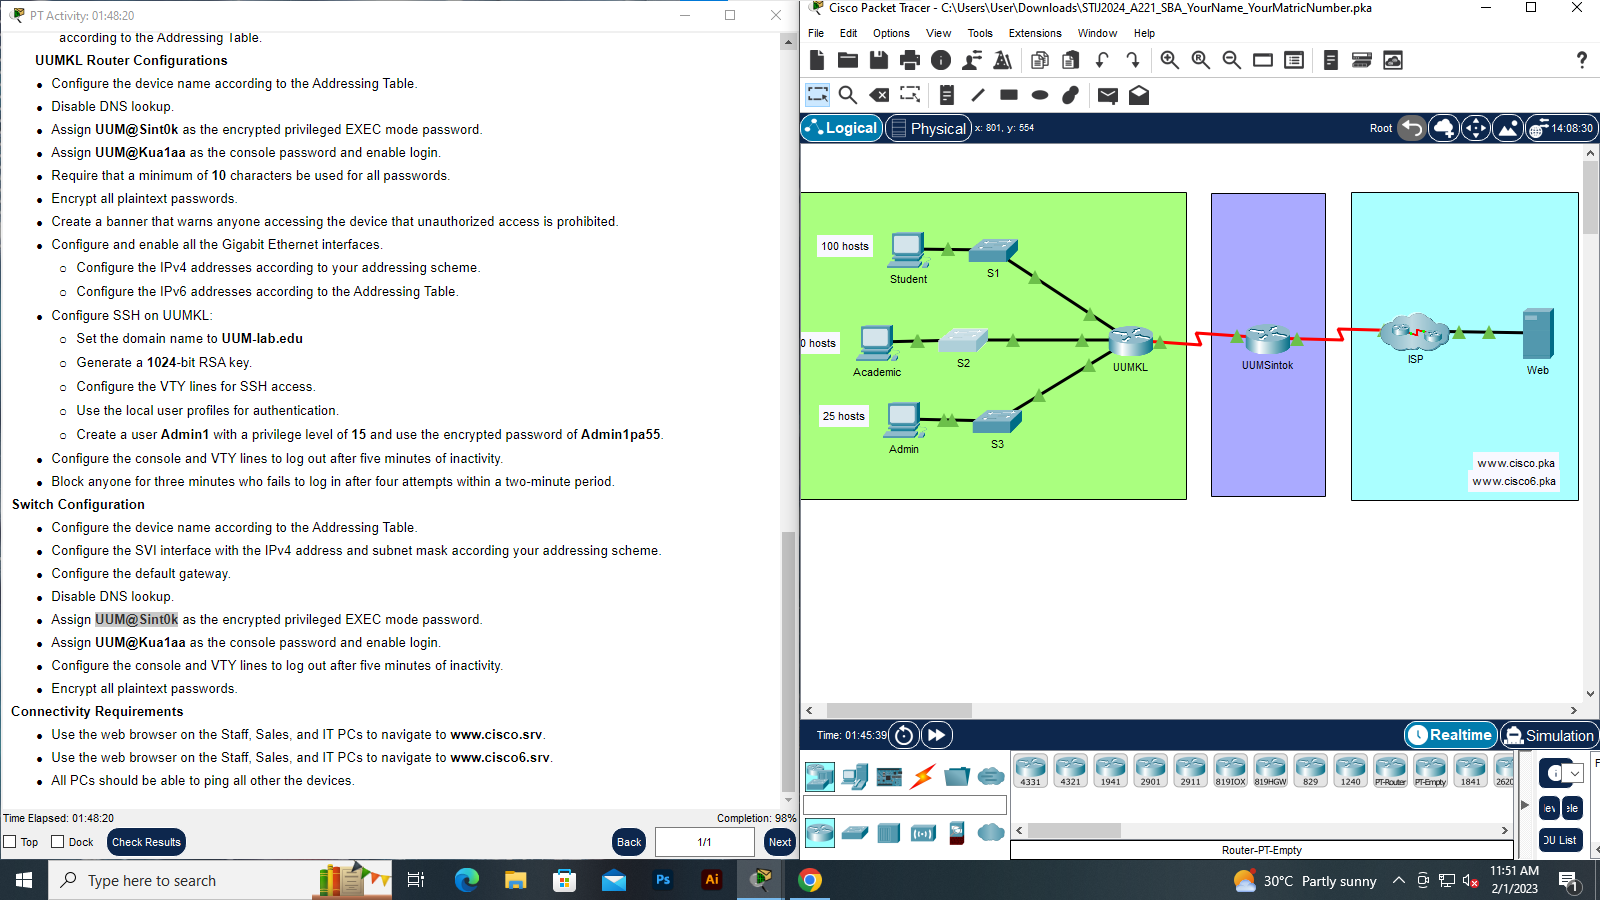 PT Activity: 01:48:20
according to the Addressing Table.
UUMKL Router Configurations
Configure the device name according to the Addressing Table.
Disable DNS lookup.
Assign UUM@Sint0k as the encrypted privileged EXEC mode password.
Assign UUM@Kua1aa as the console password and enable login.
Require that a minimum of 10 characters be used for all passwords.
Encrypt all plaintext passwords.
Create a banner that warns anyone accessing the device that unauthorized access is prohibited.
Configure and enable all the Gigabit Ethernet interfaces.
Configure the IPv4 addresses according to your addressing scheme.
Configure the IPv6 addresses according to the Addressing Table.
Configure SSH on UUMKL:
Set the domain name to UUM-lab.edu
Generate a 1024-bit RSA key.
Configure the VTY lines for SSH access.
Use the local user profiles for authentication.
Create a user Admin1 with a privilege level of 15 and use the encrypted password of Admin1pa55.
Configure the console and VTY lines to log out after five minutes of inactivity.
Block anyone for three minutes who fails to log in after four attempts within a two-minute period.
Switch Configuration
Configure the device name according to the Addressing Table.
Configure the SVI interface with the IPv4 address and subnet mask according your addressing scheme.
Configure the default gateway.
Disable DNS lookup.
Assign UUM@Sint0k as the encrypted privileged EXEC mode password.
Assign UUM@Kua1aa as the console password and enable login.
Configure the console and VTY lines to log out after five minutes of inactivity.
Encrypt all plaintext passwords.
Connectivity Requirements
Use the web browser on the Staff, Sales, and IT PCs to navigate to www.cisco.srv.
Use the web browser on the Staff, Sales, and IT PCs to navigate to www.cisco6.srv.
All PCs should be able to ping all other the devices.
Time Elapsed: 01:48:20 Completion: 98%
Top Dock Check Results Back 1/1 Next
Cisco Packet Tracer - C:\Users\User\Downloads\STIJ2024_A221_SBA_YourName_YourMatricNumber.pka
File Edit Options View Tools Extensions Window Help
Logical Physical x: 801, y: 554 Root 14:08:30
100 hosts
Student
S1
0 hosts
Academic
S2
UUMKL
UUMSintok
ISP
Web
25 hosts
Admin
S3
www.cisco.pka
www.cisco6.pka
Time: 01:45:39 Realtime Simulation
4331 4321 1941 2901 2911 819IOX 819HGW 829 1240 PT-Router PT-Empty 1841 2620
DU List
Router-PT-Empty
Type here to search
Ps
Ai
30°C Partly sunny
11:51 AM
2/1/2023
1